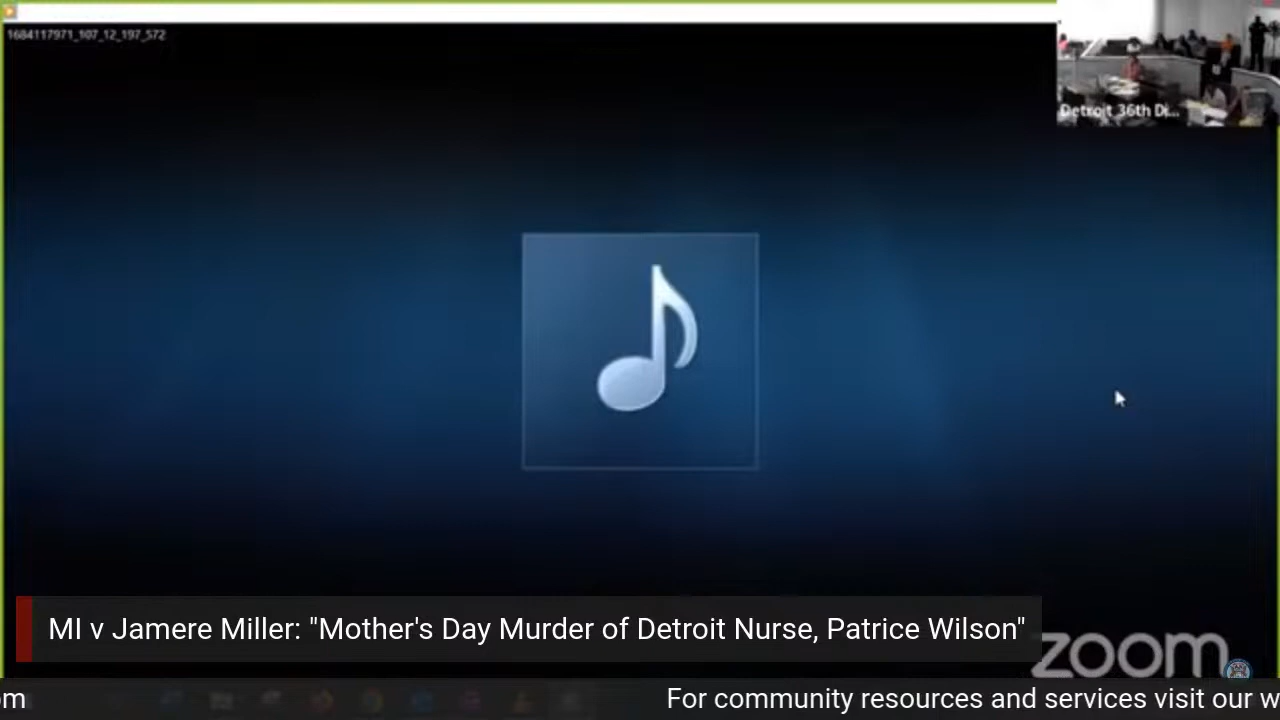 1684117971_107_12_197_572
Detroit 36th Di...
MI v Jamere Miller: "Mother's Day Murder of Detroit Nurse, Patrice Wilson"
zoom
om
For community resources and services visit our w